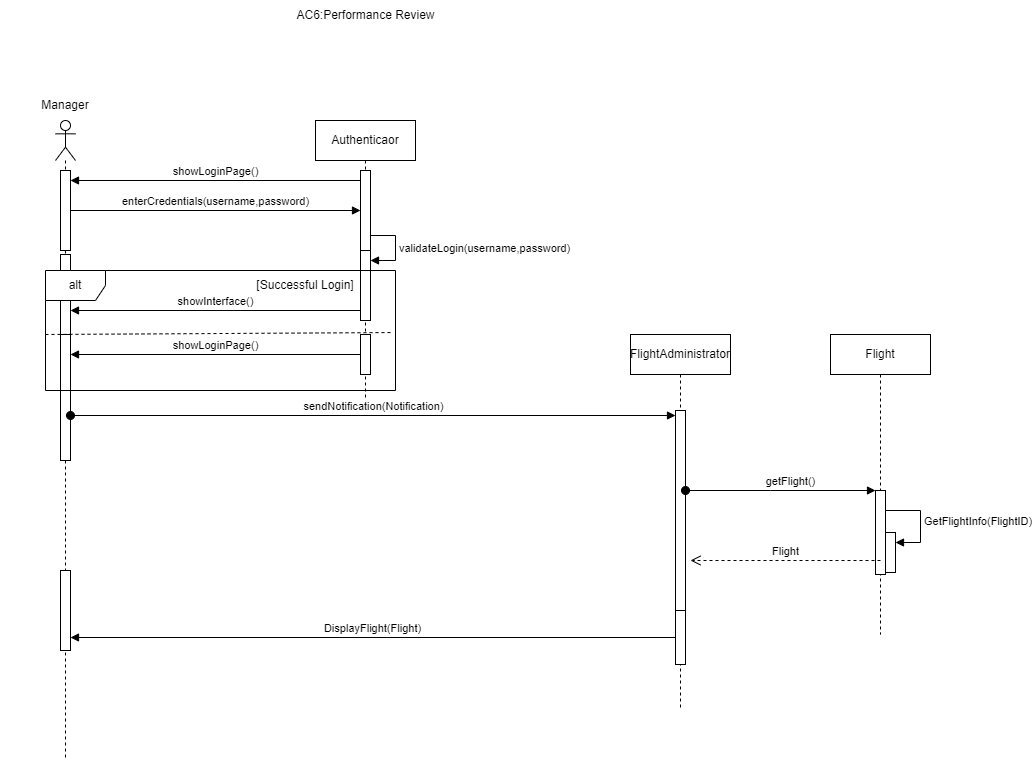 AC6:Performance Review
Manager
Authenticaor
showLoginPage()
enterCredentials(username,password)
validateLogin(username,password)
alt
[Successful Login]
showInterface()
showLoginPage()
FlightAdministrator
Flight
sendNotification(Notification)
getFlight()
GetFlightInfo(FlightID)
Flight
DisplayFlight(Flight)